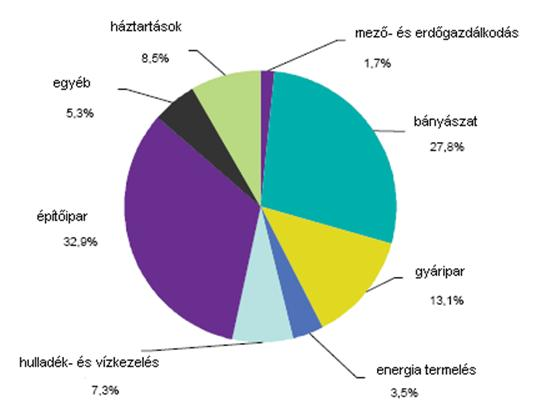 mező- és erdőgazdálkodás
1,7%
bányászat
27,8%
gyáripar
13,1%
energia termelés
3,5%
hulladék- és vízkezelés
7,3%
építőipar
32,9%
egyéb
5,3%
háztartások
8,5%